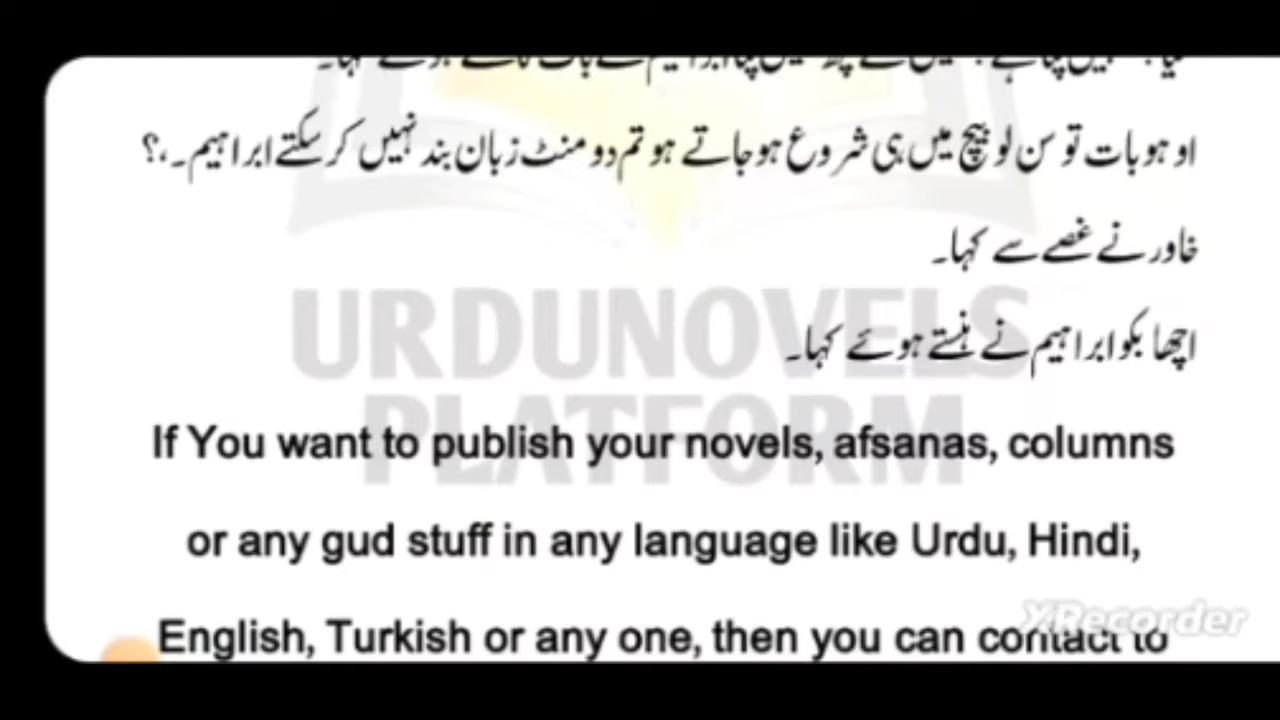 او ہو بات تو سن لو بیچ میں ہی شروع ہو جاتے ہو تم دو منٹ زبان بند نہیں کر سکتے ابراہیم۔،؟
خاور نے غصے سے کہا۔
اچھا بکو ابراہیم نے ہنستے ہوئے کہا۔
URDUNOVELS
PLATFORM
If You want to publish your novels, afsanas, columns
or any gud stuff in any language like Urdu, Hindi,
English, Turkish or any one, then you can contact to
XRecorder